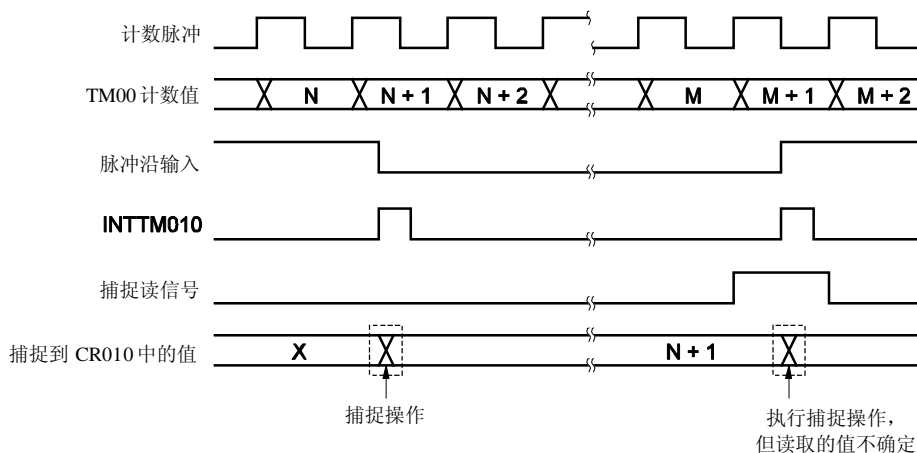 计数脉冲
TM00 计数值 N N + 1 N + 2 M M + 1 M + 2
脉冲沿输入
INTTM010
捕捉读信号
捕捉到 CR010 中的值 X N + 1
捕捉操作
执行捕捉操作，
但读取的值不确定